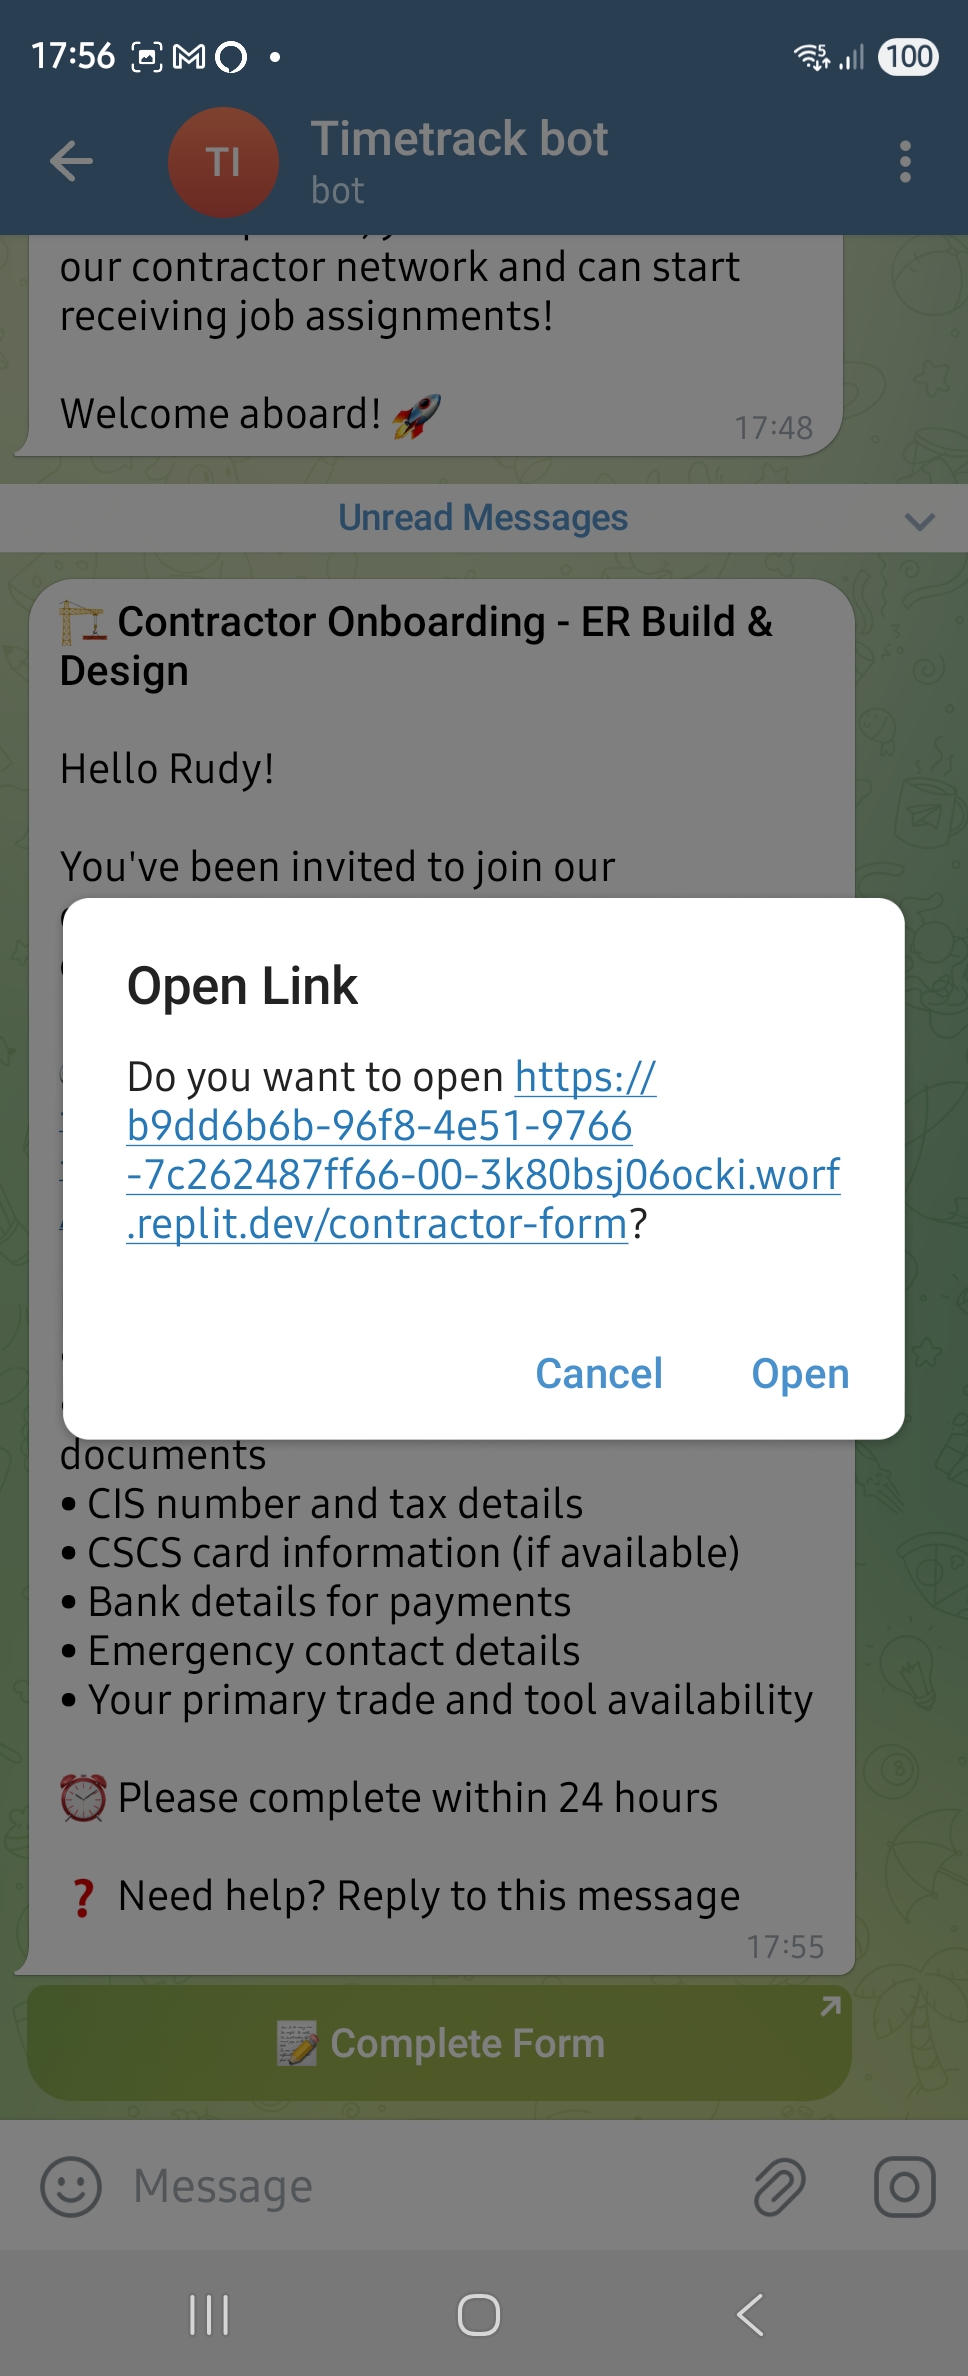 17:56
100
TI
Timetrack bot
bot
our contractor network and can start
receiving job assignments!
Welcome aboard! 🚀
17:48
Unread Messages
🏗️ Contractor Onboarding - ER Build &
Design
Hello Rudy!
You've been invited to join our
Open Link
Do you want to open https://
b9dd6b6b-96f8-4e51-9766
-7c262487ff66-00-3k80bsj06ocki.worf
.replit.dev/contractor-form?
Cancel Open
documents
• CIS number and tax details
• CSCS card information (if available)
• Bank details for payments
• Emergency contact details
• Your primary trade and tool availability
⏰ Please complete within 24 hours
❓ Need help? Reply to this message
17:55
📝 Complete Form
Message